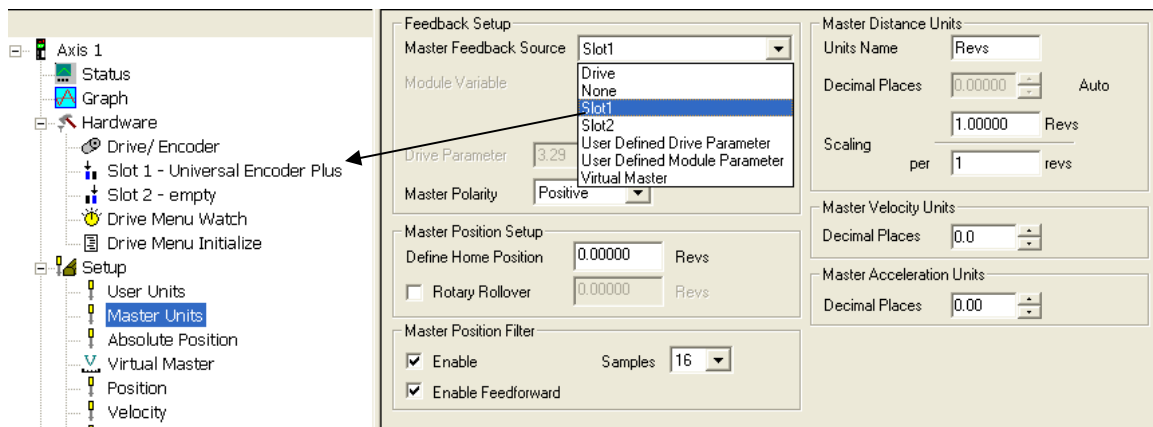 Axis 1
Status
Graph
Hardware
Drive/ Encoder
Slot 1 - Universal Encoder Plus
Slot 2 - empty
Drive Menu Watch
Drive Menu Initialize
Setup
User Units
Master Units
Absolute Position
Virtual Master
Position
Velocity
Feedback Setup
Master Feedback Source Slot1
Module Variable
Drive
None
Slot1
Slot2
User Defined Drive Parameter
User Defined Module Parameter
Virtual Master
Drive Parameter 3.29
Master Polarity Positive
Master Position Setup
Define Home Position 0.00000 Revs
Rotary Rollover 0.00000 Revs
Master Position Filter
Enable Samples 16
Enable Feedforward
Master Distance Units
Units Name Revs
Decimal Places 0.00000 Auto
Scaling 1.00000 Revs
per 1 revs
Master Velocity Units
Decimal Places 0.0
Master Acceleration Units
Decimal Places 0.00